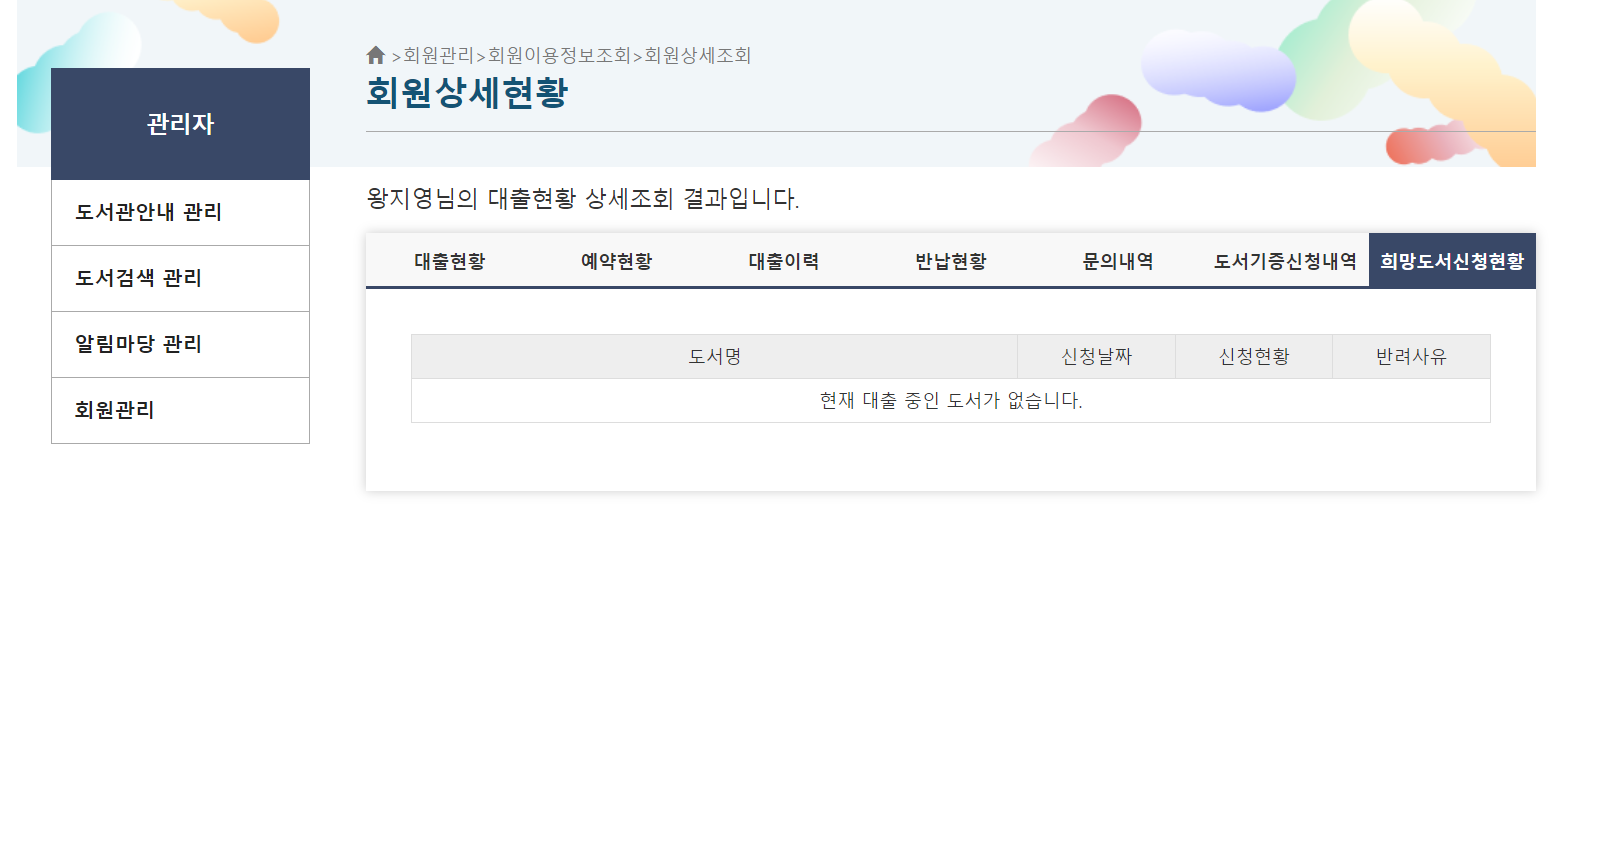 >회원관리>회원이용정보조회>회원상세조회
회원상세현황
관리자
도서관안내 관리
도서검색 관리
알림마당 관리
회원관리
왕지영님의 대출현황 상세조회 결과입니다.
대출현황 예약현황 대출이력 반납현황 문의내역 도서기증신청내역 희망도서신청현황
도서명 신청날짜 신청현황 반려사유
현재 대출 중인 도서가 없습니다.